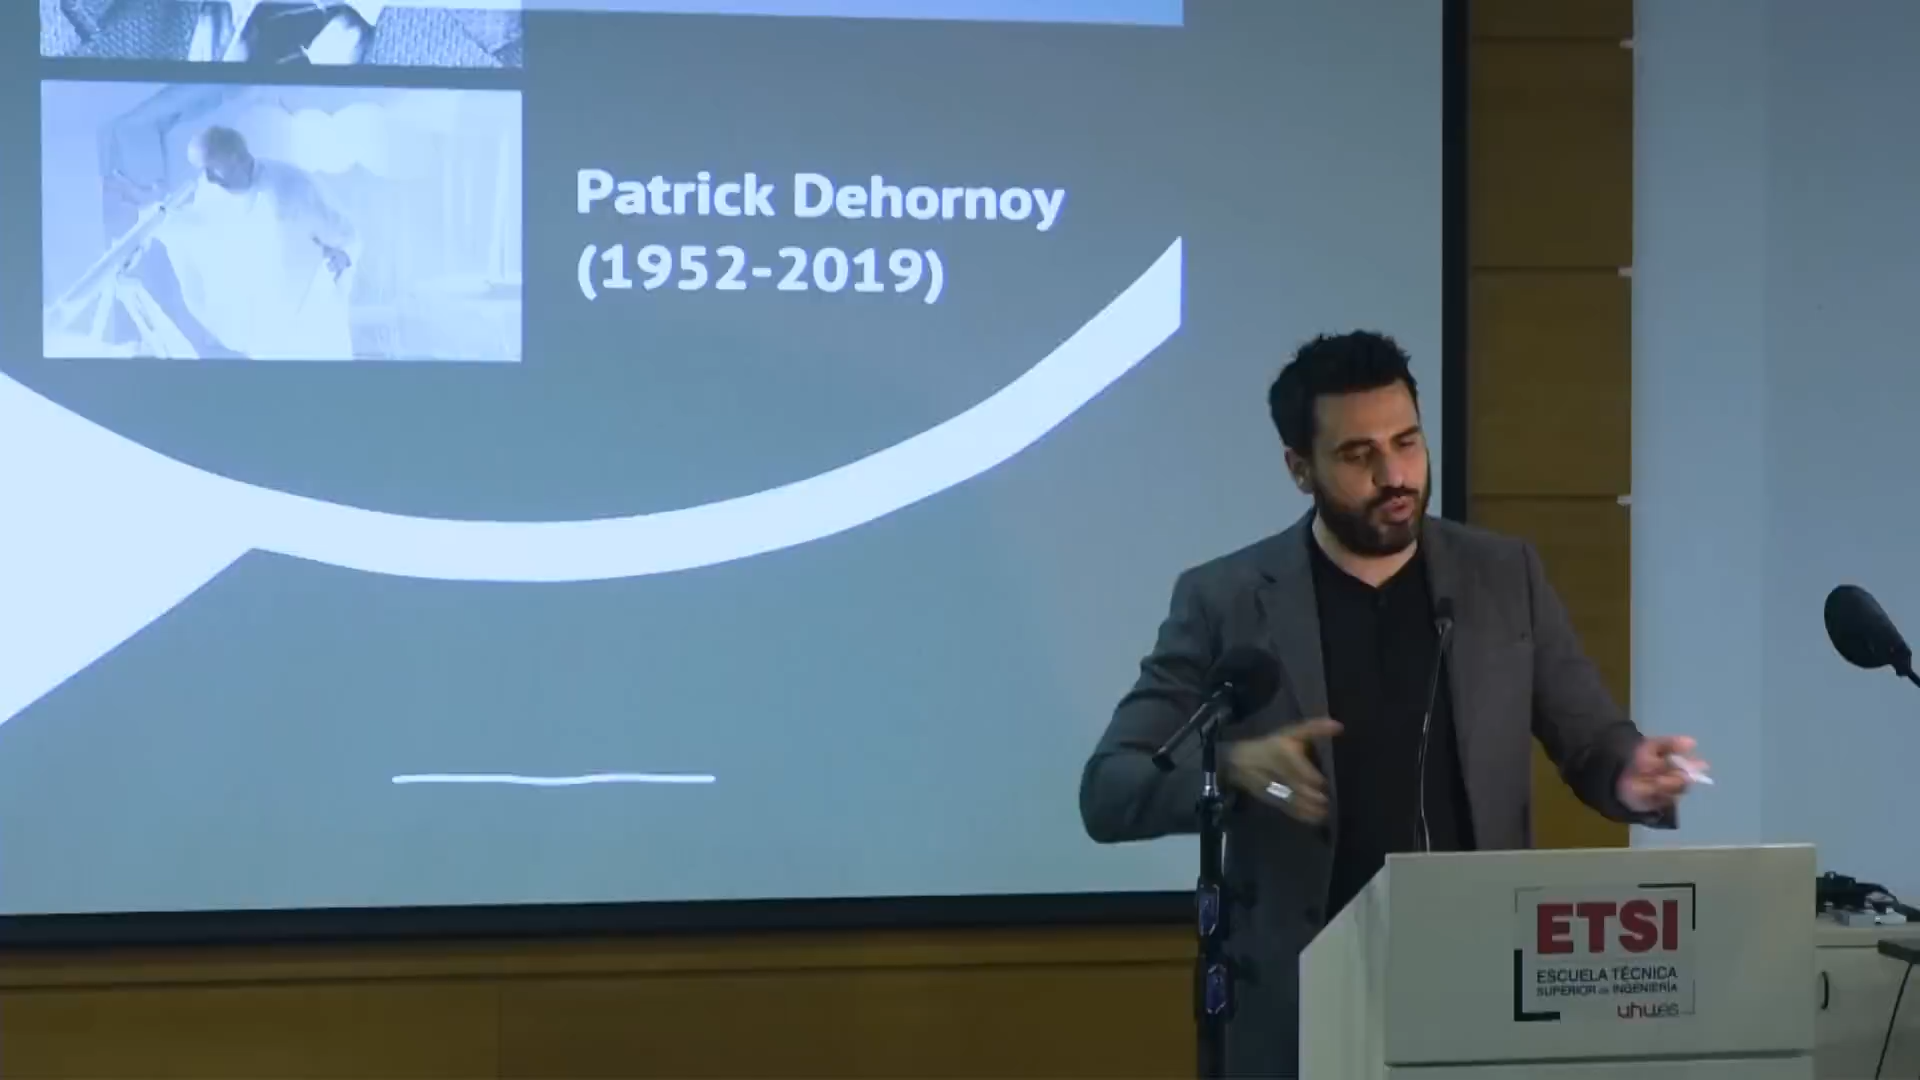 Patrick Dehornoy
(1952-2019)
ETSI
ESCUELA TÉCNICA
SUPERIOR de INGENIERÍA
uhu.es